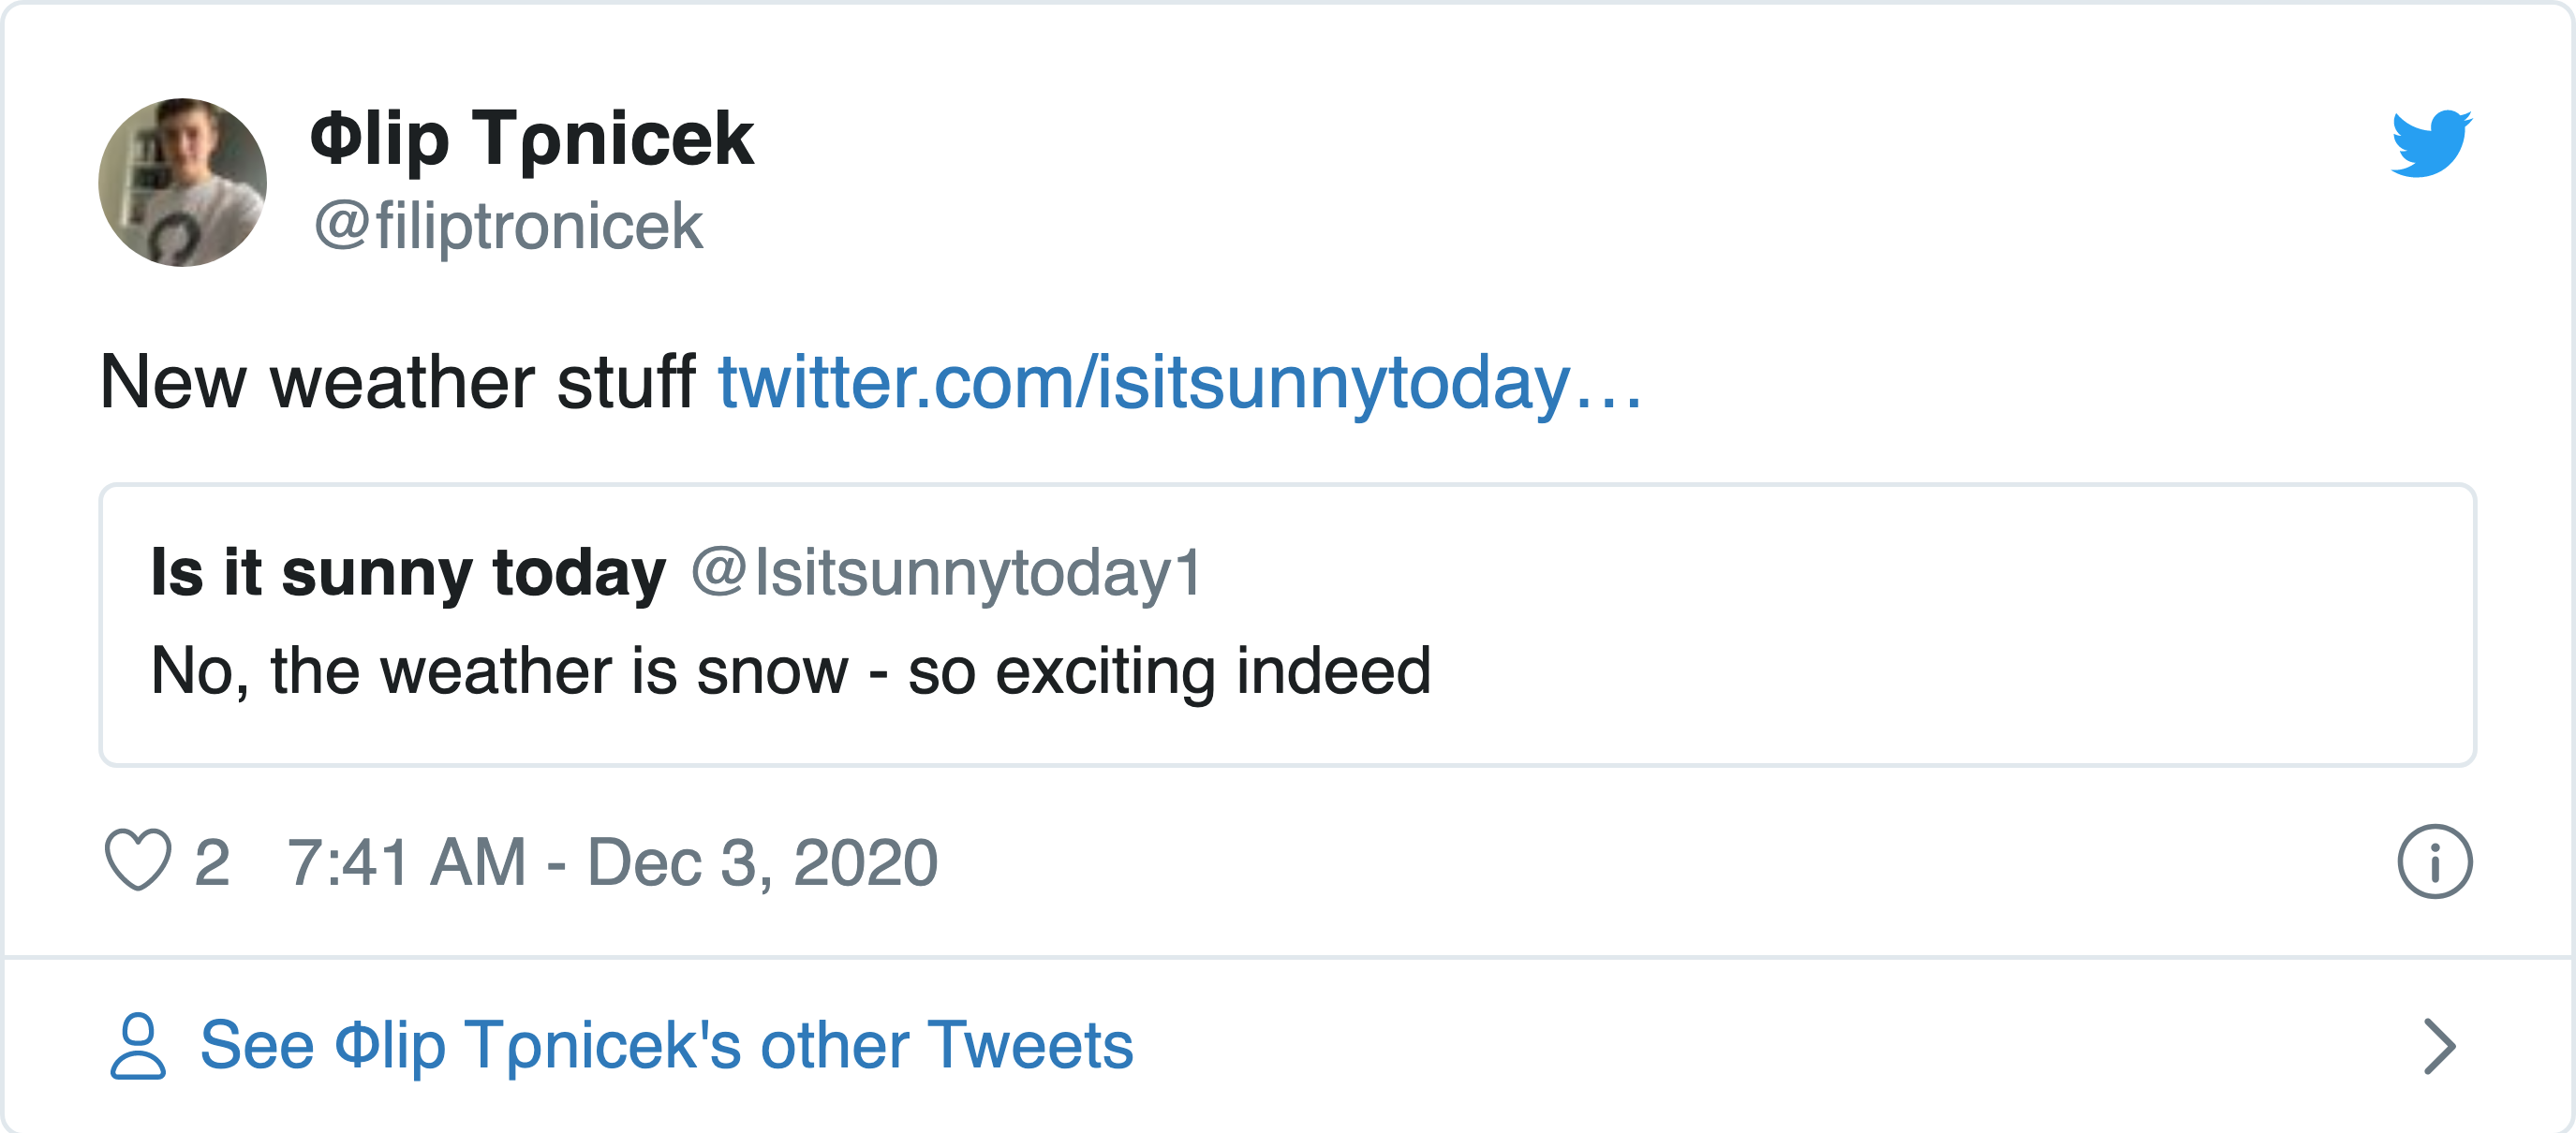 Φlip Tρnicek
@filiptronicek
New weather stuff twitter.com/isitsunnytoday…
Is it sunny today @Isitsunnytoday1
No, the weather is snow - so exciting indeed
2 7:41 AM - Dec 3, 2020
See Φlip Tρnicek's other Tweets